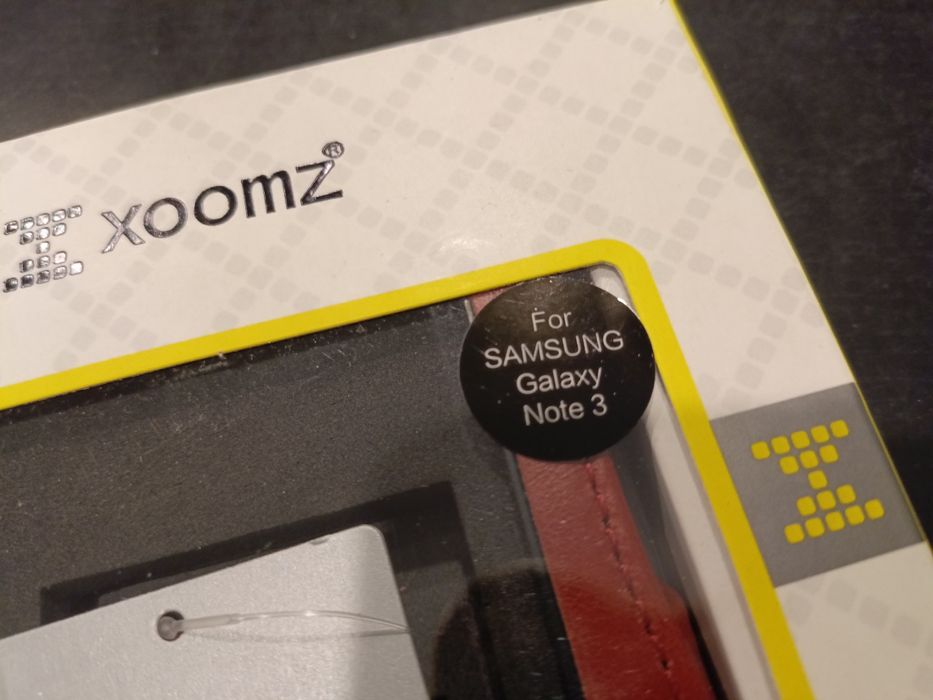 xoomz®
For
SAMSUNG
Galaxy
Note 3